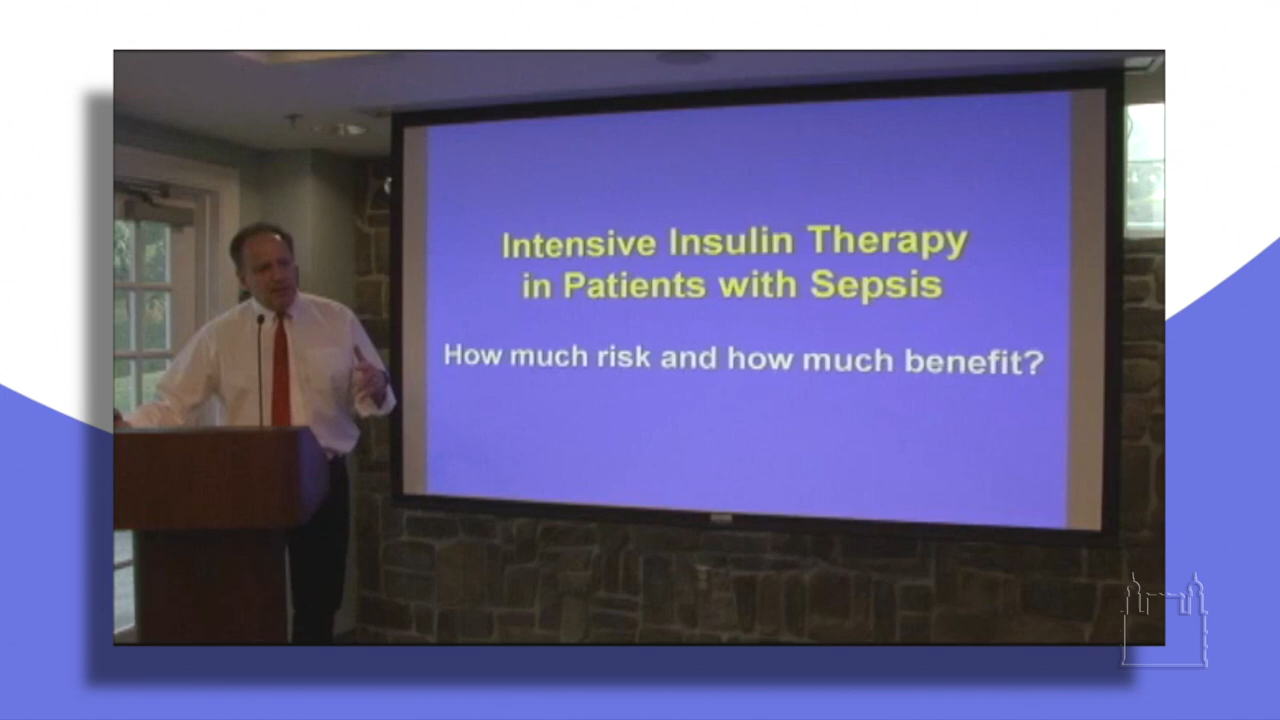 Intensive Insulin Therapy
in Patients with Sepsis
How much risk and how much benefit?